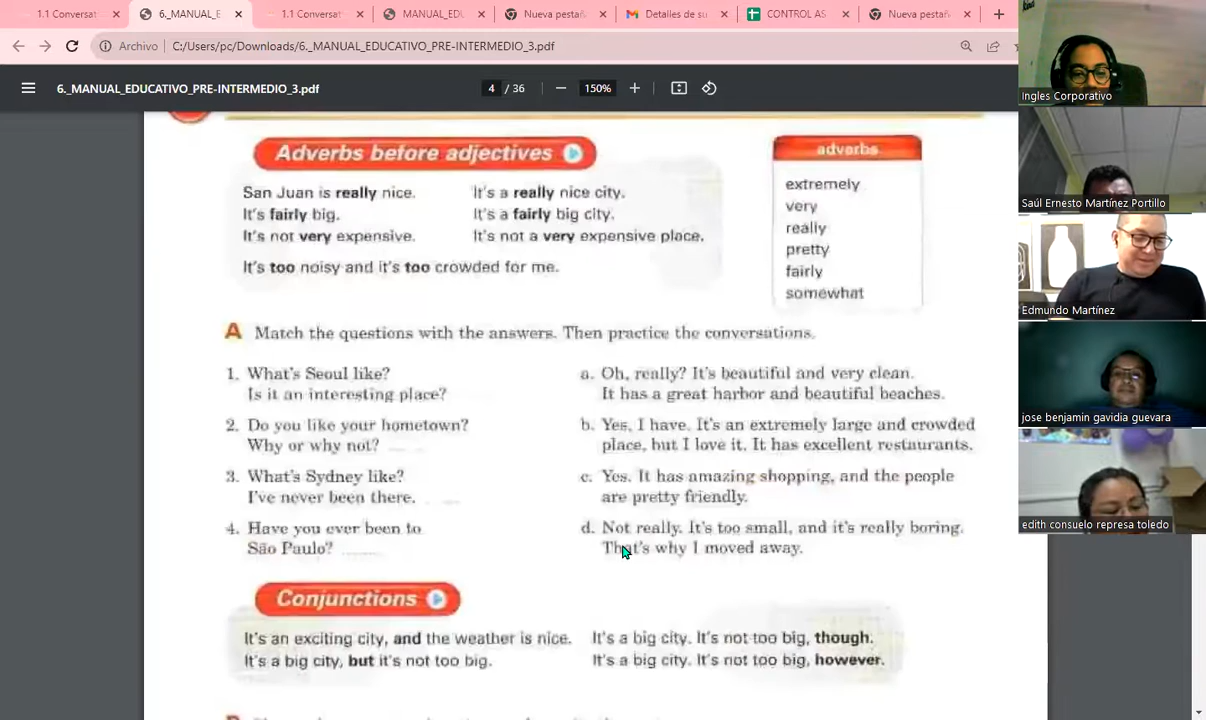 1.1 Conversat
6._MANUAL_E
1.1 Conversat
MANUAL_EDU
Nueva pestañ
Detalles de su
CONTROL AS
Nueva pestañ
Archivo
C:/Users/pc/Downloads/6._MANUAL_EDUCATIVO_PRE-INTERMEDIO_3.pdf
6._MANUAL_EDUCATIVO_PRE-INTERMEDIO_3.pdf
4 / 36
150%
Adverbs before adjectives
San Juan is really nice.
It's fairly big.
It's not very expensive.
It's a really nice city.
It's a fairly big city.
It's not a very expensive place.
It's too noisy and it's too crowded for me.
adverbs
extremely
very
really
pretty
fairly
somewhat
A Match the questions with the answers. Then practice the conversations.
1. What's Seoul like?
Is it an interesting place?
2. Do you like your hometown?
Why or why not?
3. What's Sydney like?
I've never been there.
4. Have you ever been to
São Paulo?
a. Oh, really? It's beautiful and very clean.
It has a great harbor and beautiful beaches.
b. Yes, I have. It's an extremely large and crowded
place, but I love it. It has excellent restaurants.
c. Yes. It has amazing shopping, and the people
are pretty friendly.
d. Not really. It's too small, and it's really boring.
That's why I moved away.
Conjunctions
It's an exciting city, and the weather is nice.
It's a big city, but it's not too big.
It's a big city. It's not too big, though.
It's a big city. It's not too big, however.
Ingles Corporativo
Saúl Ernesto Martínez Portillo
Edmundo Martínez
jose benjamin gavidia guevara
edith consuelo represa toledo